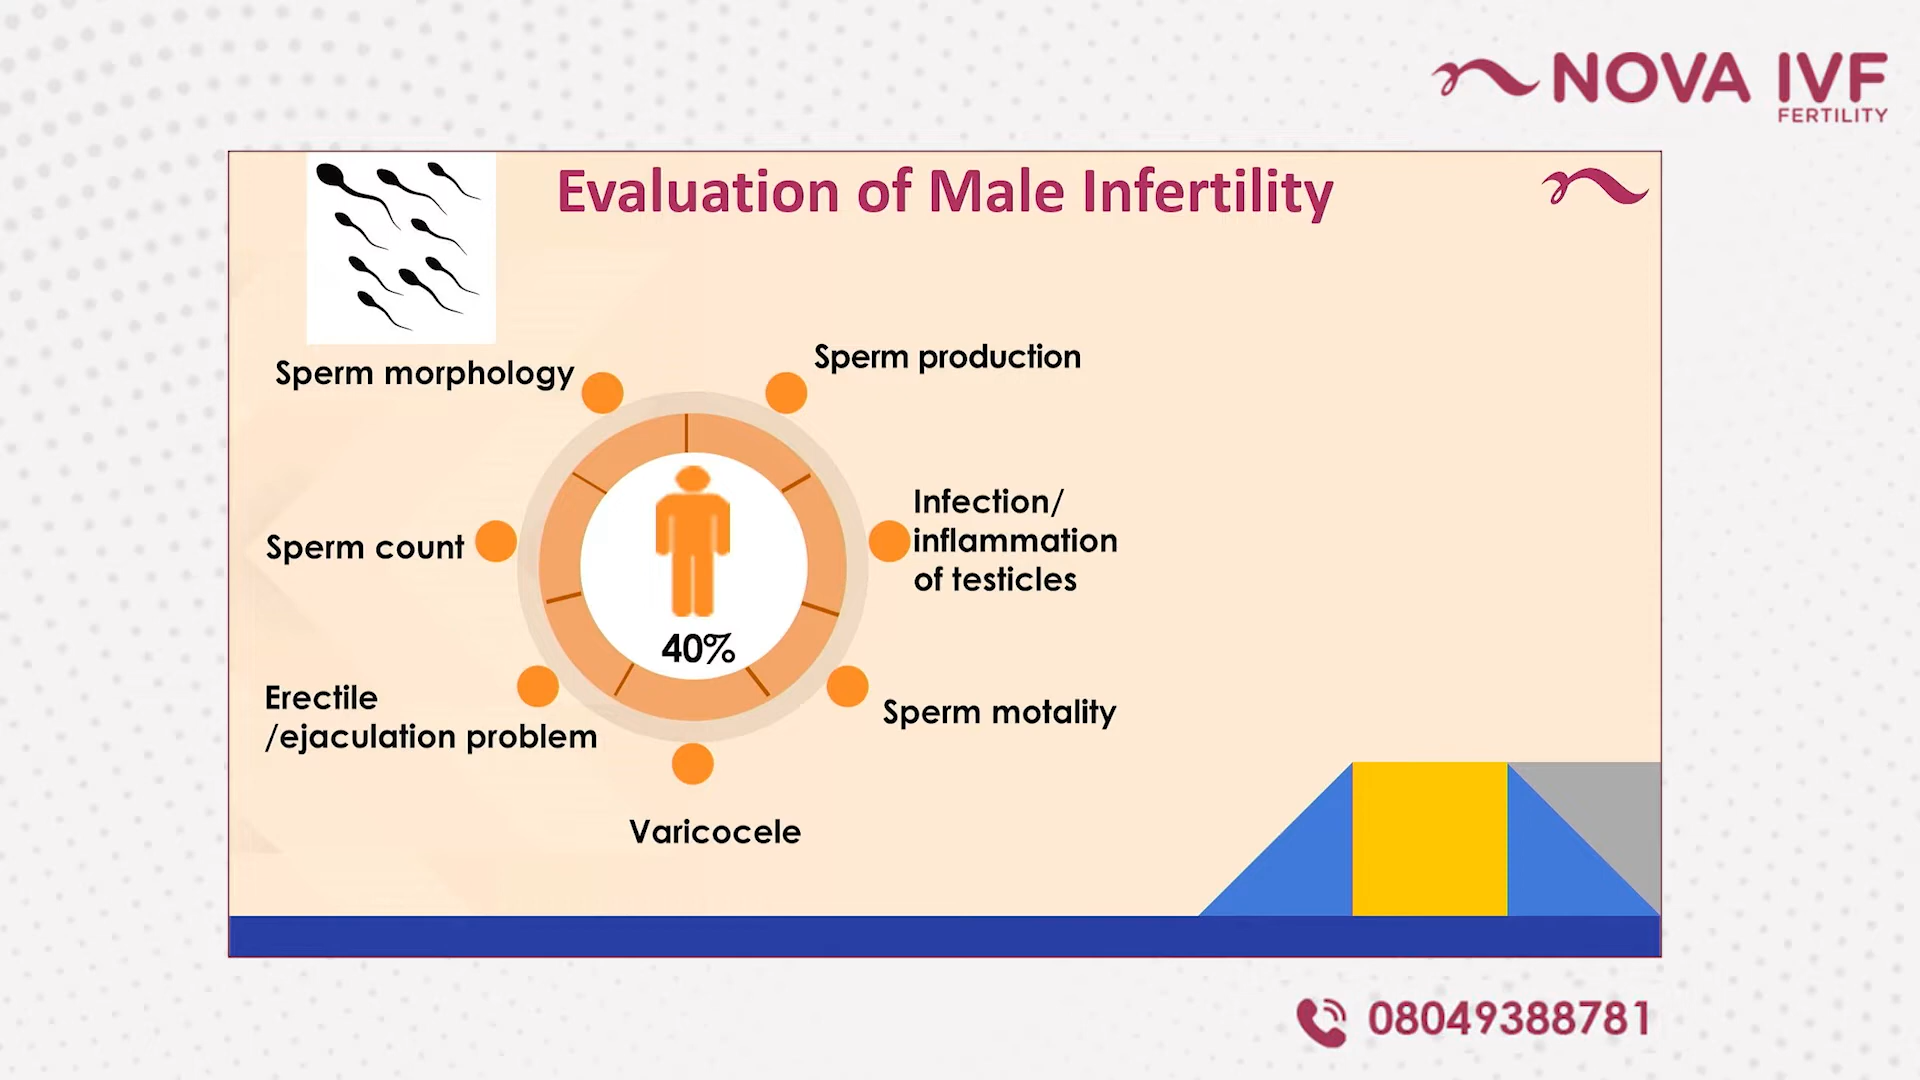 NOVA IVF
FERTILITY
Evaluation of Male Infertility
Sperm morphology
Sperm production
Sperm count
Infection/
inflammation
of testicles
40%
Erectile
/ejaculation problem
Sperm motality
Varicocele
08049388781